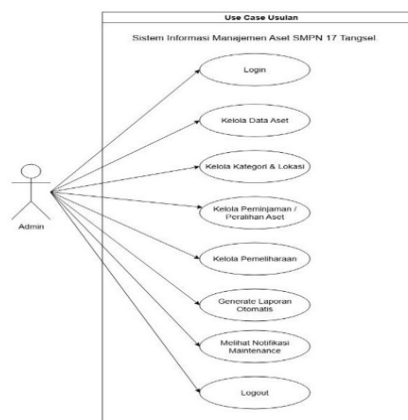 Use Case Usulan
Sistem Informasi Manajemen Aset SMPN 17 Tangsel
Login
Kelola Data Aset
Kelola Kategori & Lokasi
Kelola Peminjaman /
Peralihan Aset
Admin
Kelola Pemeliharaan
Generate Laporan
Otomatis
Melihat Notifikasi
Maintenance
Logout